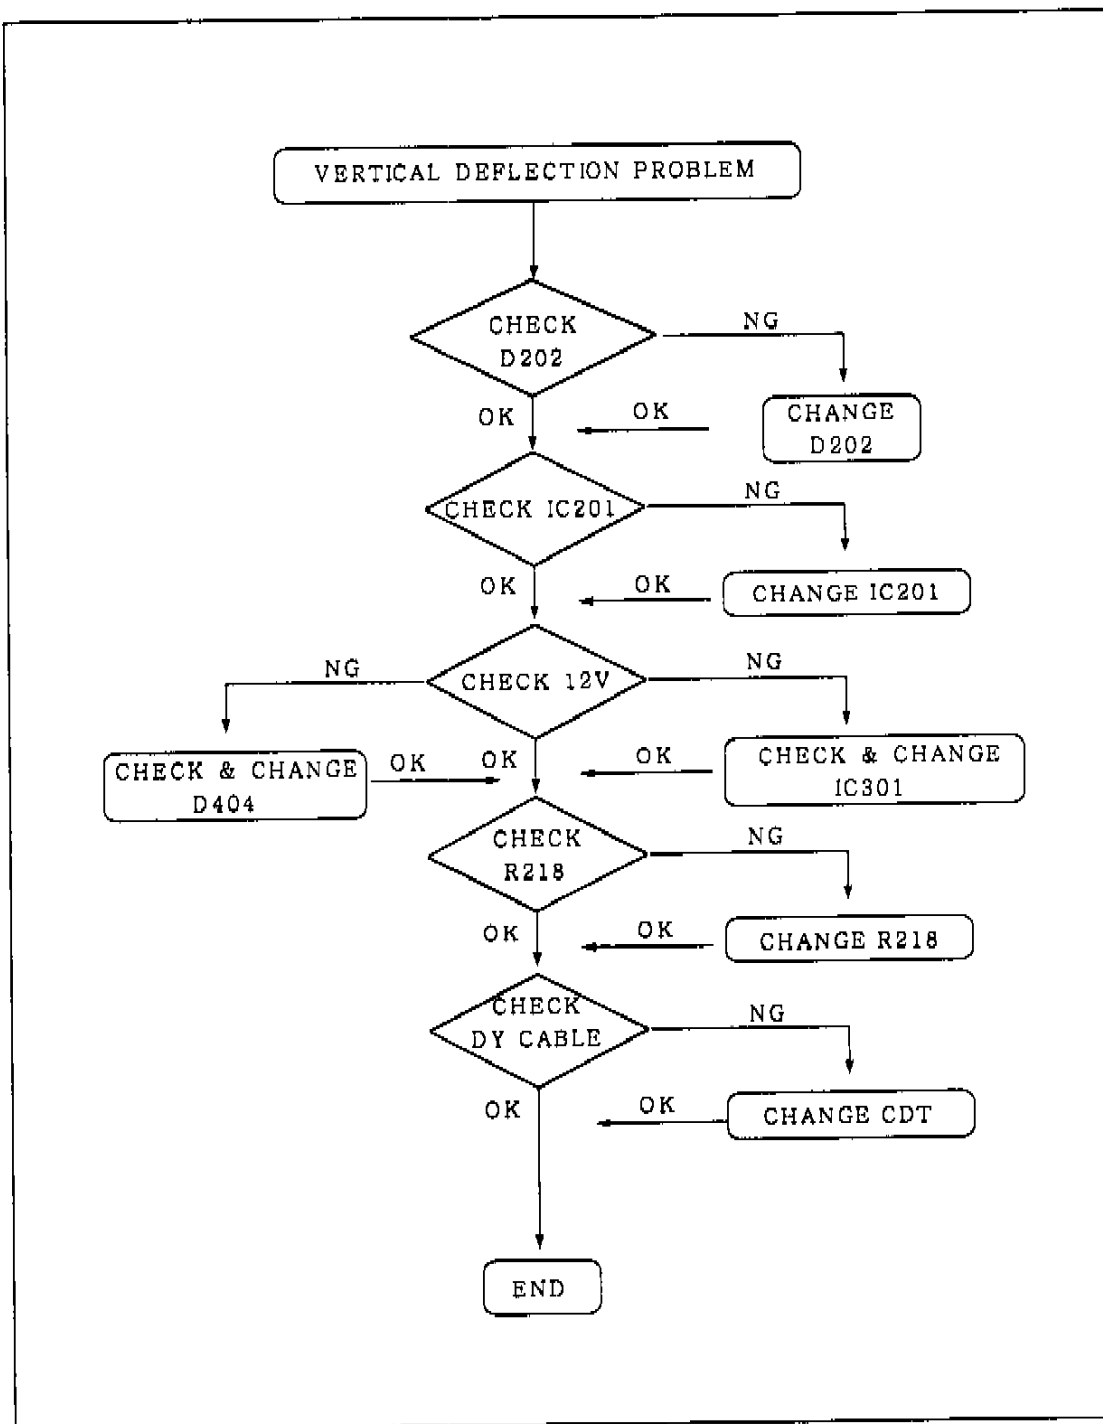 VERTICAL DEFLECTION PROBLEM
CHECK
D202
NG
OK
OK
CHANGE
D202
CHECK IC201
NG
OK
OK
CHANGE IC201
NG
CHECK 12V
NG
CHECK & CHANGE
D404
OK
OK
OK
CHECK & CHANGE
IC301
CHECK
R218
NG
OK
OK
CHANGE R218
CHECK
DY CABLE
NG
OK
OK
CHANGE CDT
END